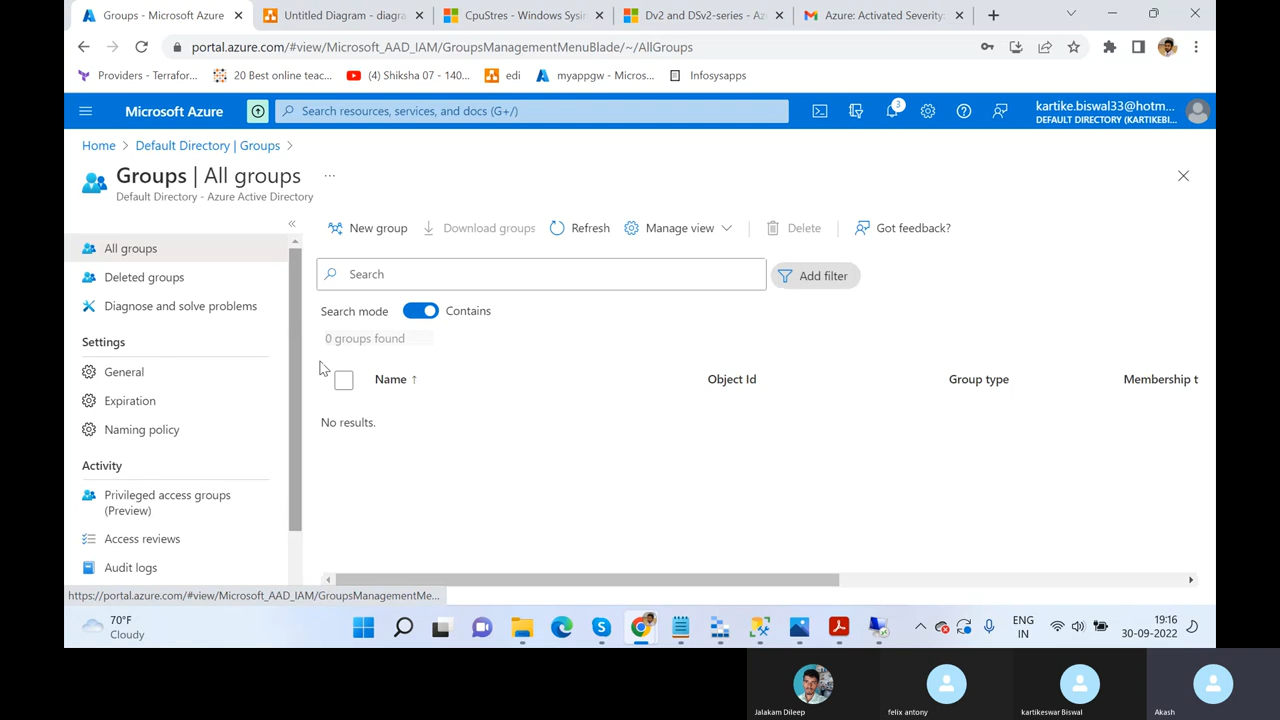 Groups - Microsoft Azure
Untitled Diagram - diagra
CpuStres - Windows Sysin
Dv2 and DSv2-series - Az
Azure: Activated Severity:
portal.azure.com/#view/Microsoft_AAD_IAM/GroupsManagementMenuBlade/~/AllGroups
Providers - Terrafor...
20 Best online teac...
(4) Shiksha 07 - 140...
edi
myappgw - Micros...
Infosysapps
Microsoft Azure
Search resources, services, and docs (G+/)
3
kartike.biswal33@hotm...
DEFAULT DIRECTORY (KARTIKEBI...
Home > Default Directory | Groups >
Groups | All groups
...
Default Directory - Azure Active Directory
All groups
Deleted groups
Diagnose and solve problems
Settings
General
Expiration
Naming policy
Activity
Privileged access groups
(Preview)
Access reviews
Audit logs
New group
Download groups
Refresh
Manage view
Delete
Got feedback?
Search
Add filter
Search mode
Contains
0 groups found
Name ↑
Object Id
Group type
Membership t
No results.
https://portal.azure.com/#view/Microsoft_AAD_IAM/GroupsManagementMe...
70°F
Cloudy
ENG
IN
19:16
30-09-2022
Jalakam Dileep
felix antony
kartikeswar Biswal
Akash